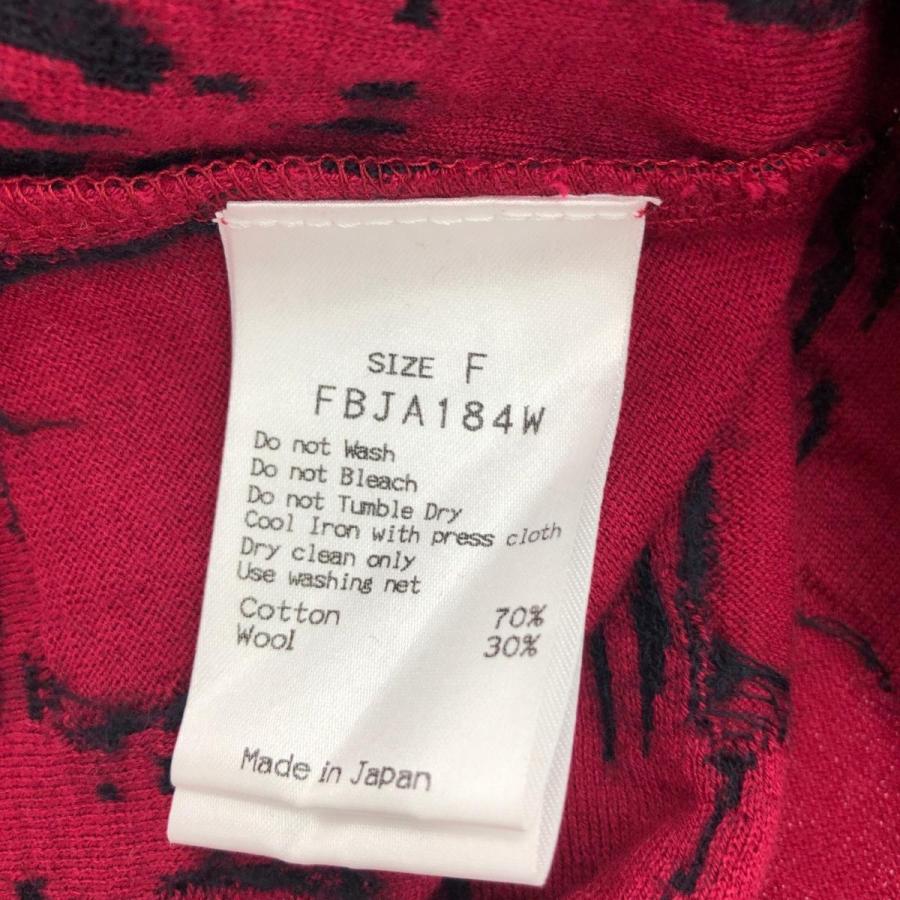 SIZE F
FBJA184W
Do not Wash
Do not Bleach
Do not Tumble Dry
Cool Iron with press cloth
Dry clean only
Use washing net
Cotton 70%
Wool 30%
Made in Japan